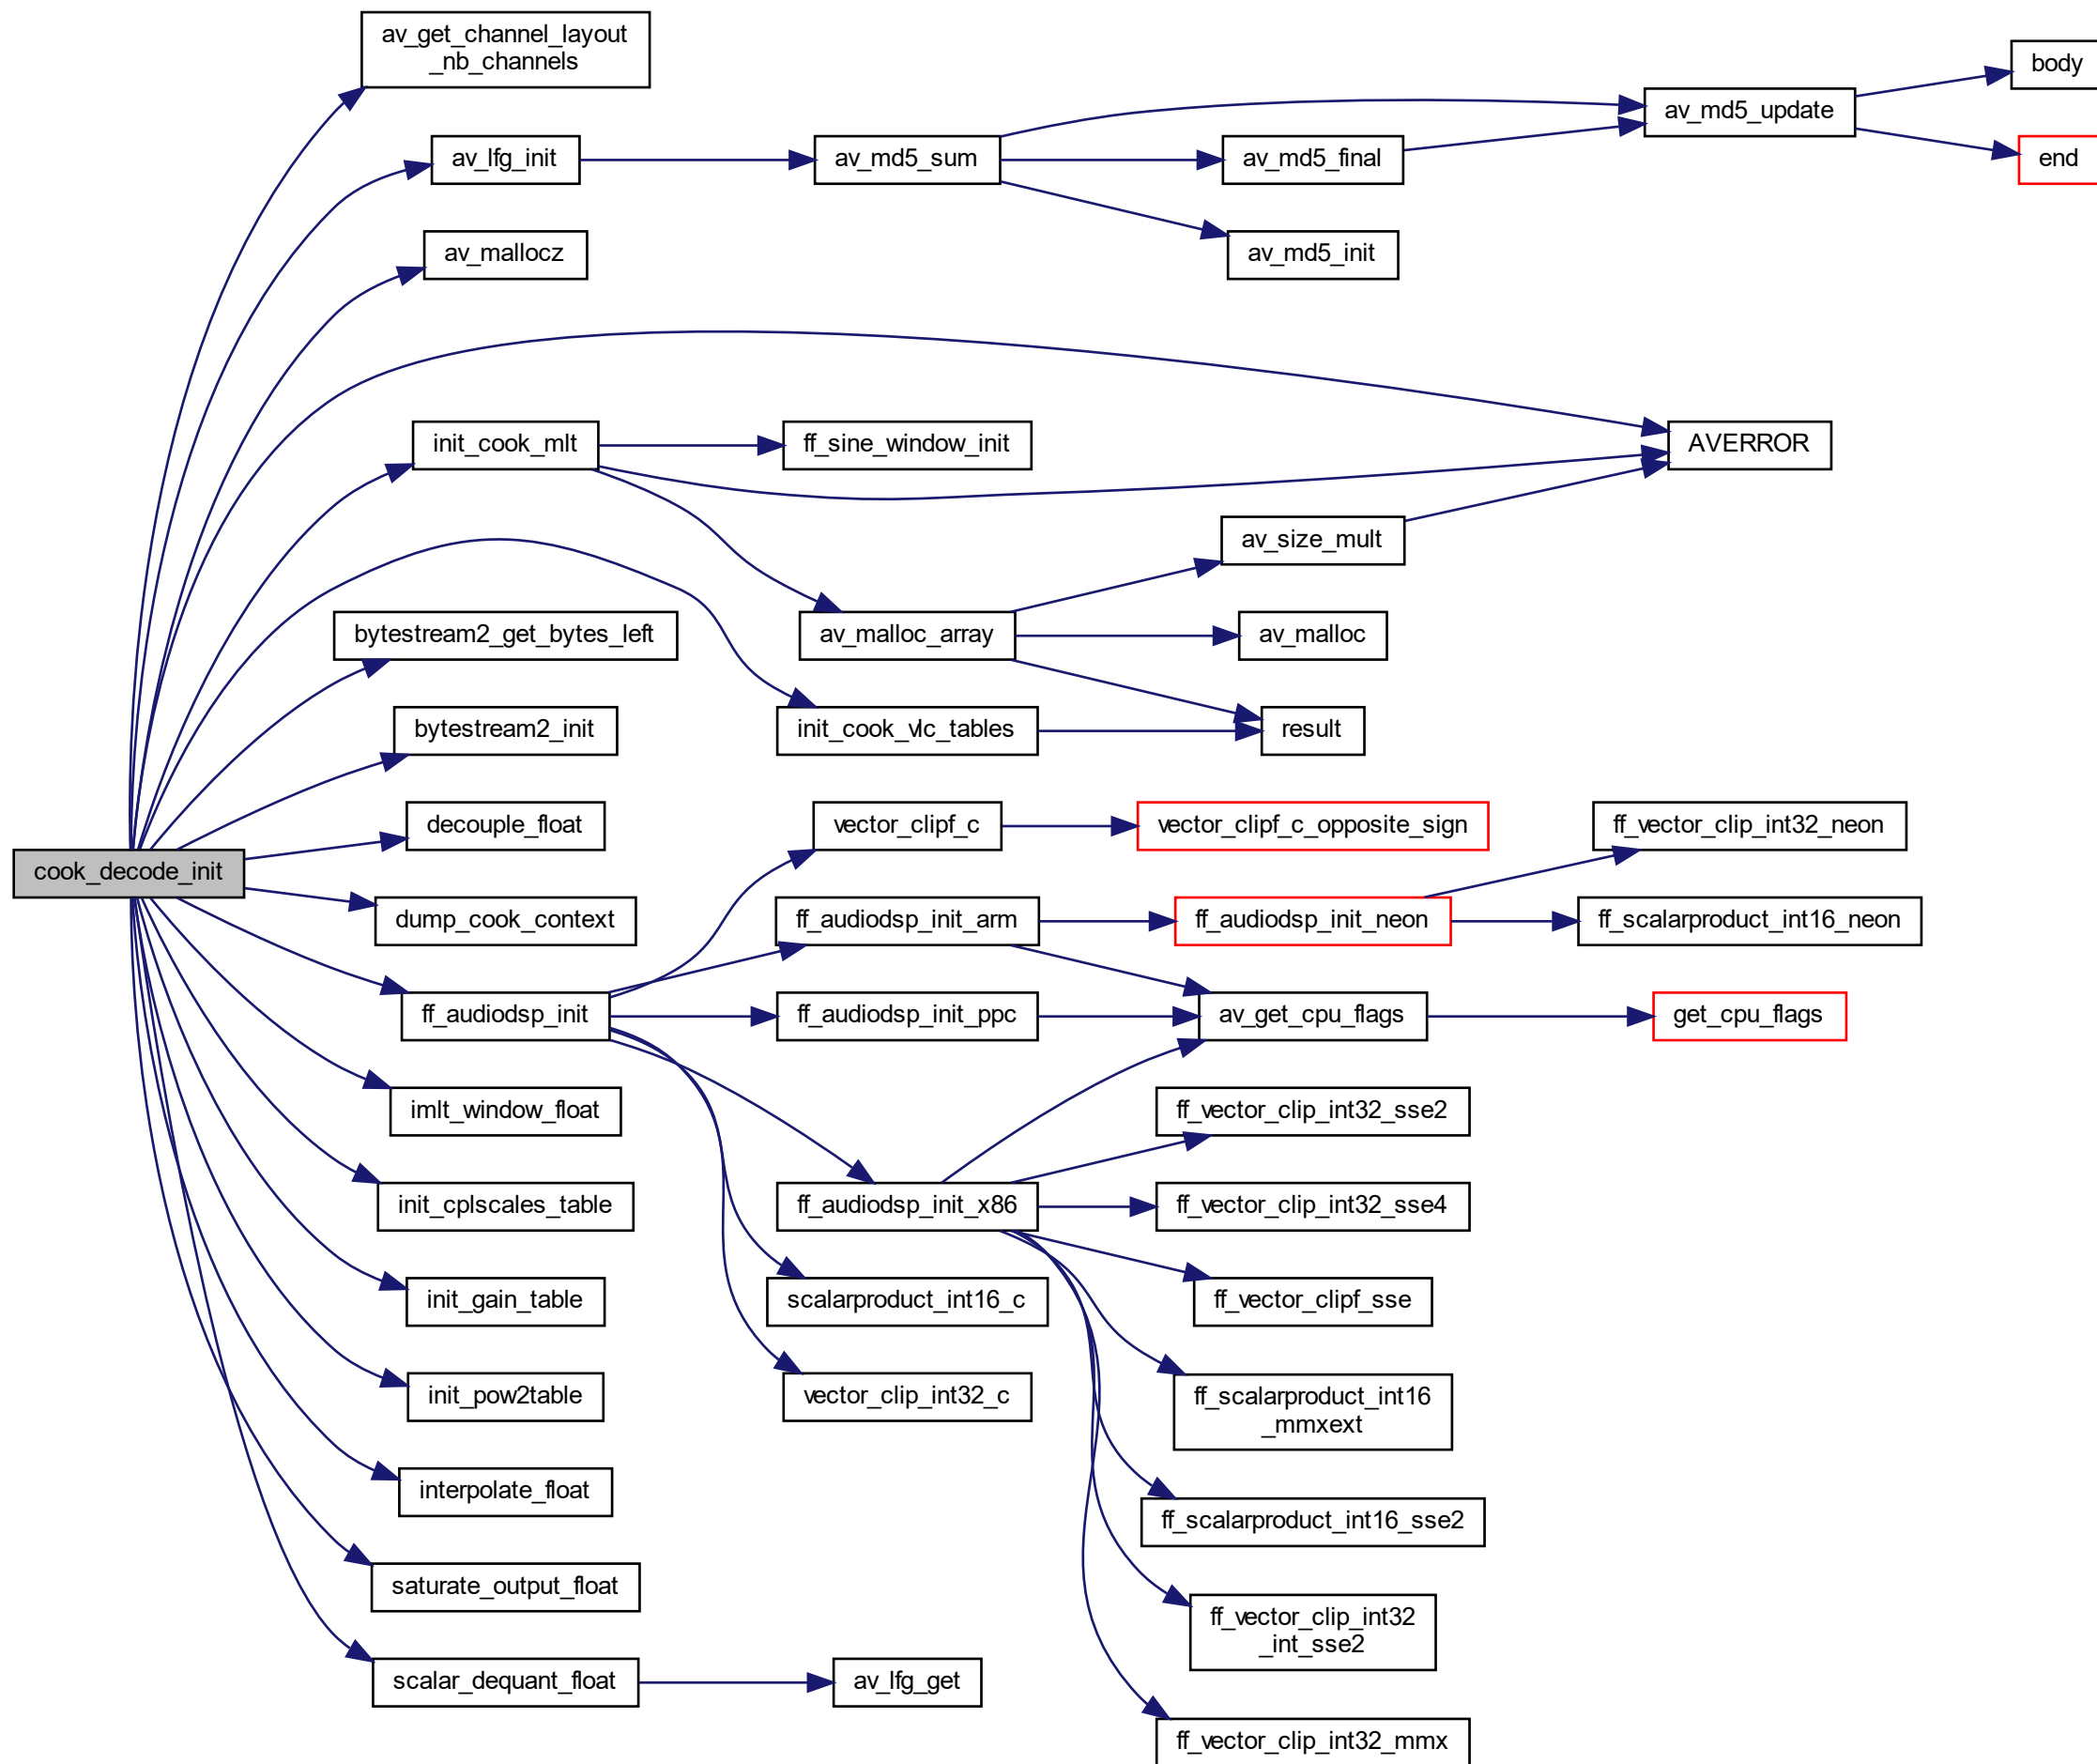 av_get_channel_layout
_nb_channels
body
av_md5_update
av_lfg_init
av_md5_sum
av_md5_final
end
av_mallocz
av_md5_init
init_cook_mlt
ff_sine_window_init
AVERROR
av_size_mult
bytestream2_get_bytes_left
av_malloc_array
av_malloc
bytestream2_init
init_cook_vlc_tables
result
decouple_float
vector_clipf_c
vector_clipf_c_opposite_sign
ff_vector_clip_int32_neon
cook_decode_init
dump_cook_context
ff_audiodsp_init_arm
ff_audiodsp_init_neon
ff_scalarproduct_int16_neon
ff_audiodsp_init
ff_audiodsp_init_ppc
av_get_cpu_flags
get_cpu_flags
imlt_window_float
ff_vector_clip_int32_sse2
init_cplscales_table
ff_audiodsp_init_x86
ff_vector_clip_int32_sse4
init_gain_table
scalarproduct_int16_c
ff_vector_clipf_sse
init_pow2table
vector_clip_int32_c
ff_scalarproduct_int16
_mmxext
interpolate_float
ff_scalarproduct_int16_sse2
saturate_output_float
ff_vector_clip_int32
_int_sse2
scalar_dequant_float
av_lfg_get
ff_vector_clip_int32_mmx